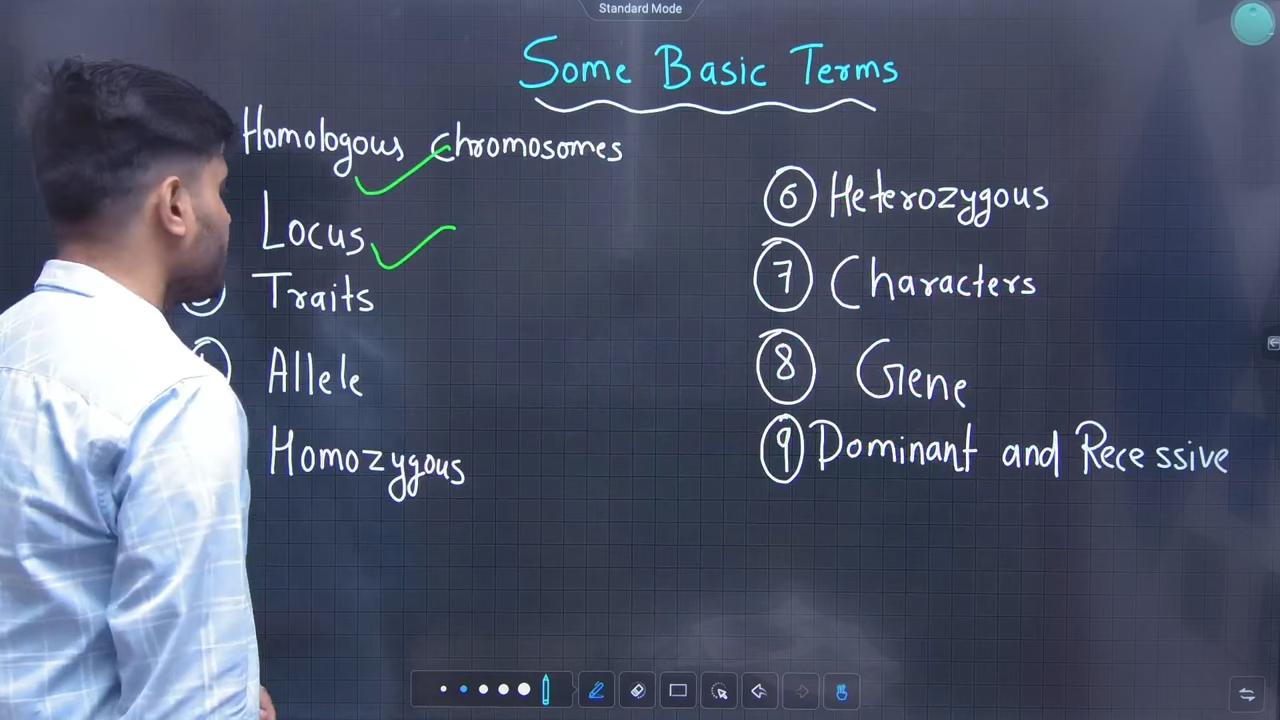 Standard Mode
Some Basic Terms
Homologous chromosomes
Locus
Traits
Allele
Homozygous
6 Heterozygous
7 Characters
8 Gene
9 Dominant and Recessive